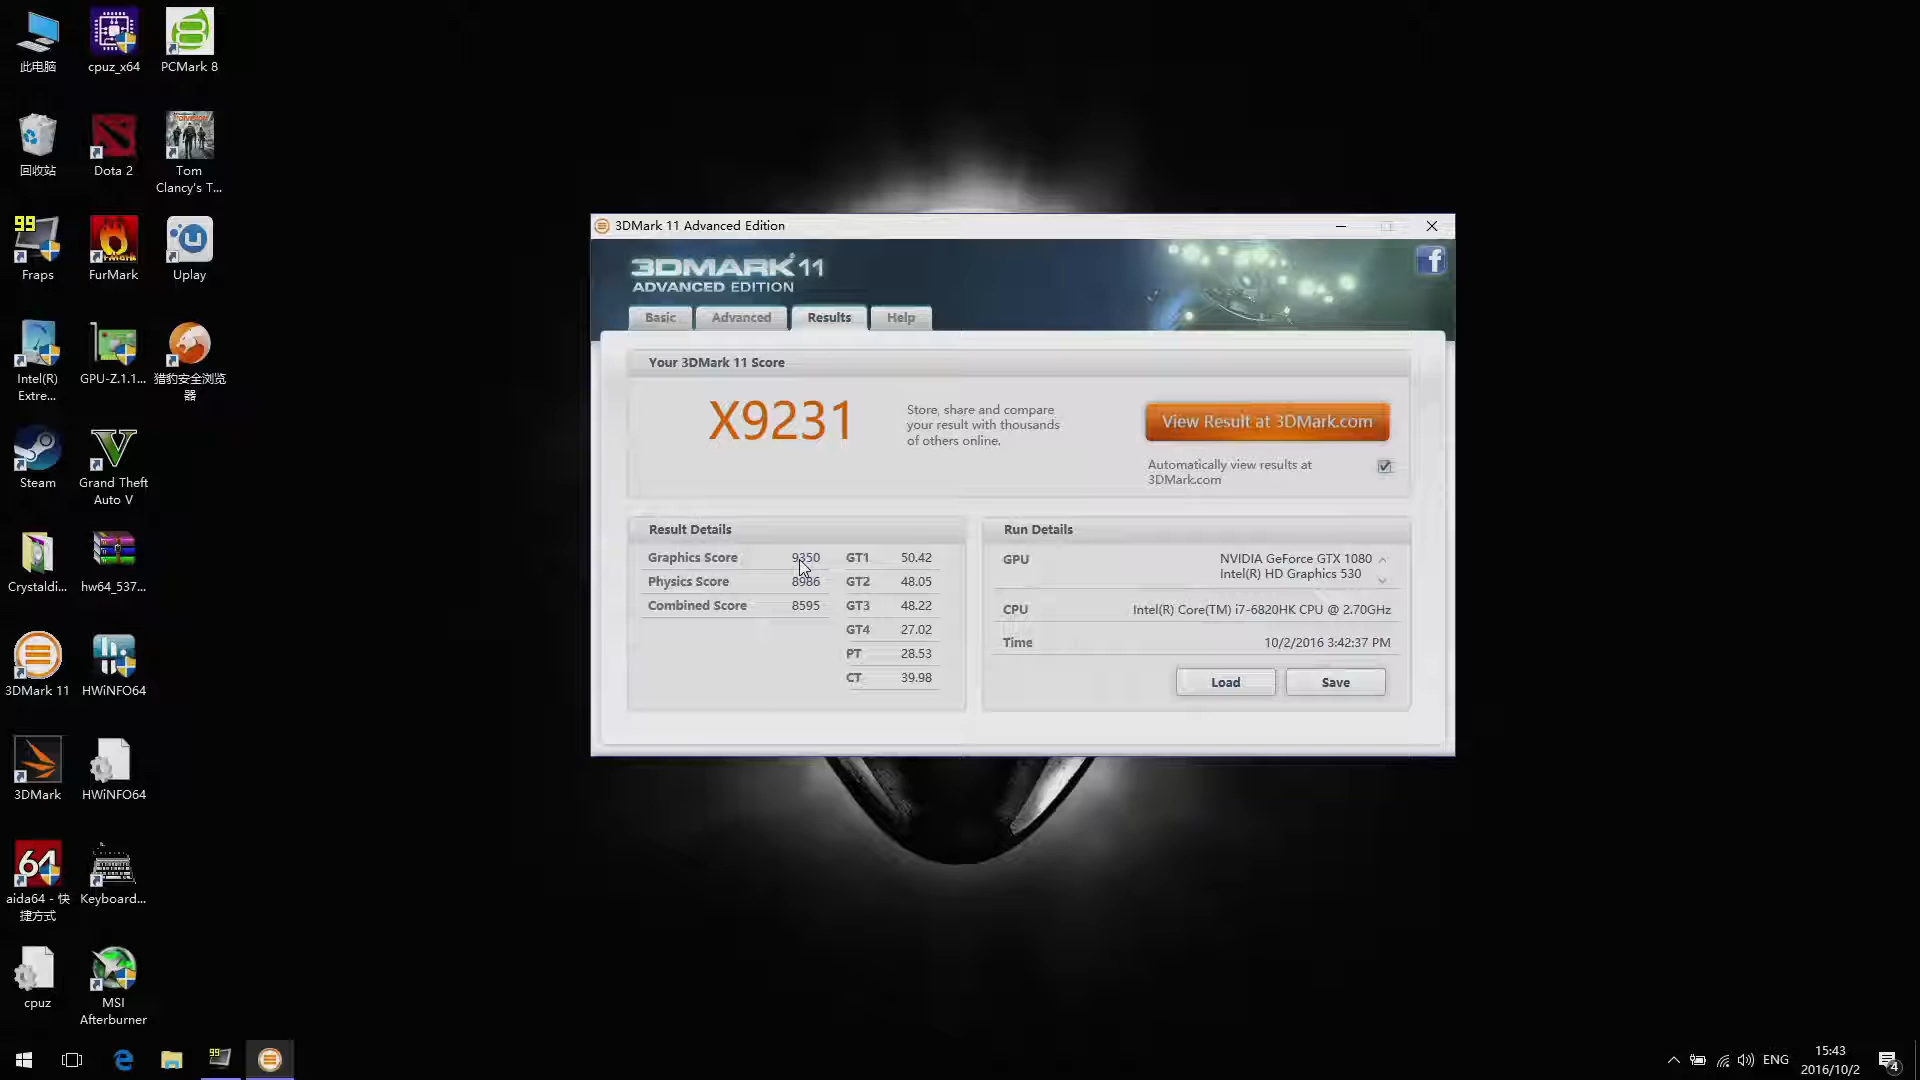 此电脑
cpuz_x64
PCMark 8
回收站
Dota 2
Tom
Clancy's T...
99
Fraps
FurMark
Uplay
Intel(R)
Extre...
GPU-Z.1.1...
猎豹安全浏览
器
Steam
Grand Theft
Auto V
Crystaldi...
hw64_537...
3DMark 11
HWiNFO64
3DMark
HWiNFO64
64
aida64 - 快
捷方式
Keyboard...
cpuz
MSI
Afterburner
3DMark 11 Advanced Edition
3DMARK 11
ADVANCED EDITION
Basic
Advanced
Results
Help
Your 3DMark 11 Score
X9231
Store, share and compare
your result with thousands
of others online.
View Result at 3DMark.com
Automatically view results at
3DMark.com
Result Details
Graphics Score 9350 GT1 50.42
Physics Score 8986 GT2 48.05
Combined Score 8595 GT3 48.22
GT4 27.02
PT 28.53
CT 39.98
Run Details
GPU NVIDIA GeForce GTX 1080
Intel(R) HD Graphics 530
CPU Intel(R) Core(TM) i7-6820HK CPU @ 2.70GHz
Time 10/2/2016 3:42:37 PM
Load
Save
99
ENG
15:43
2016/10/2
4